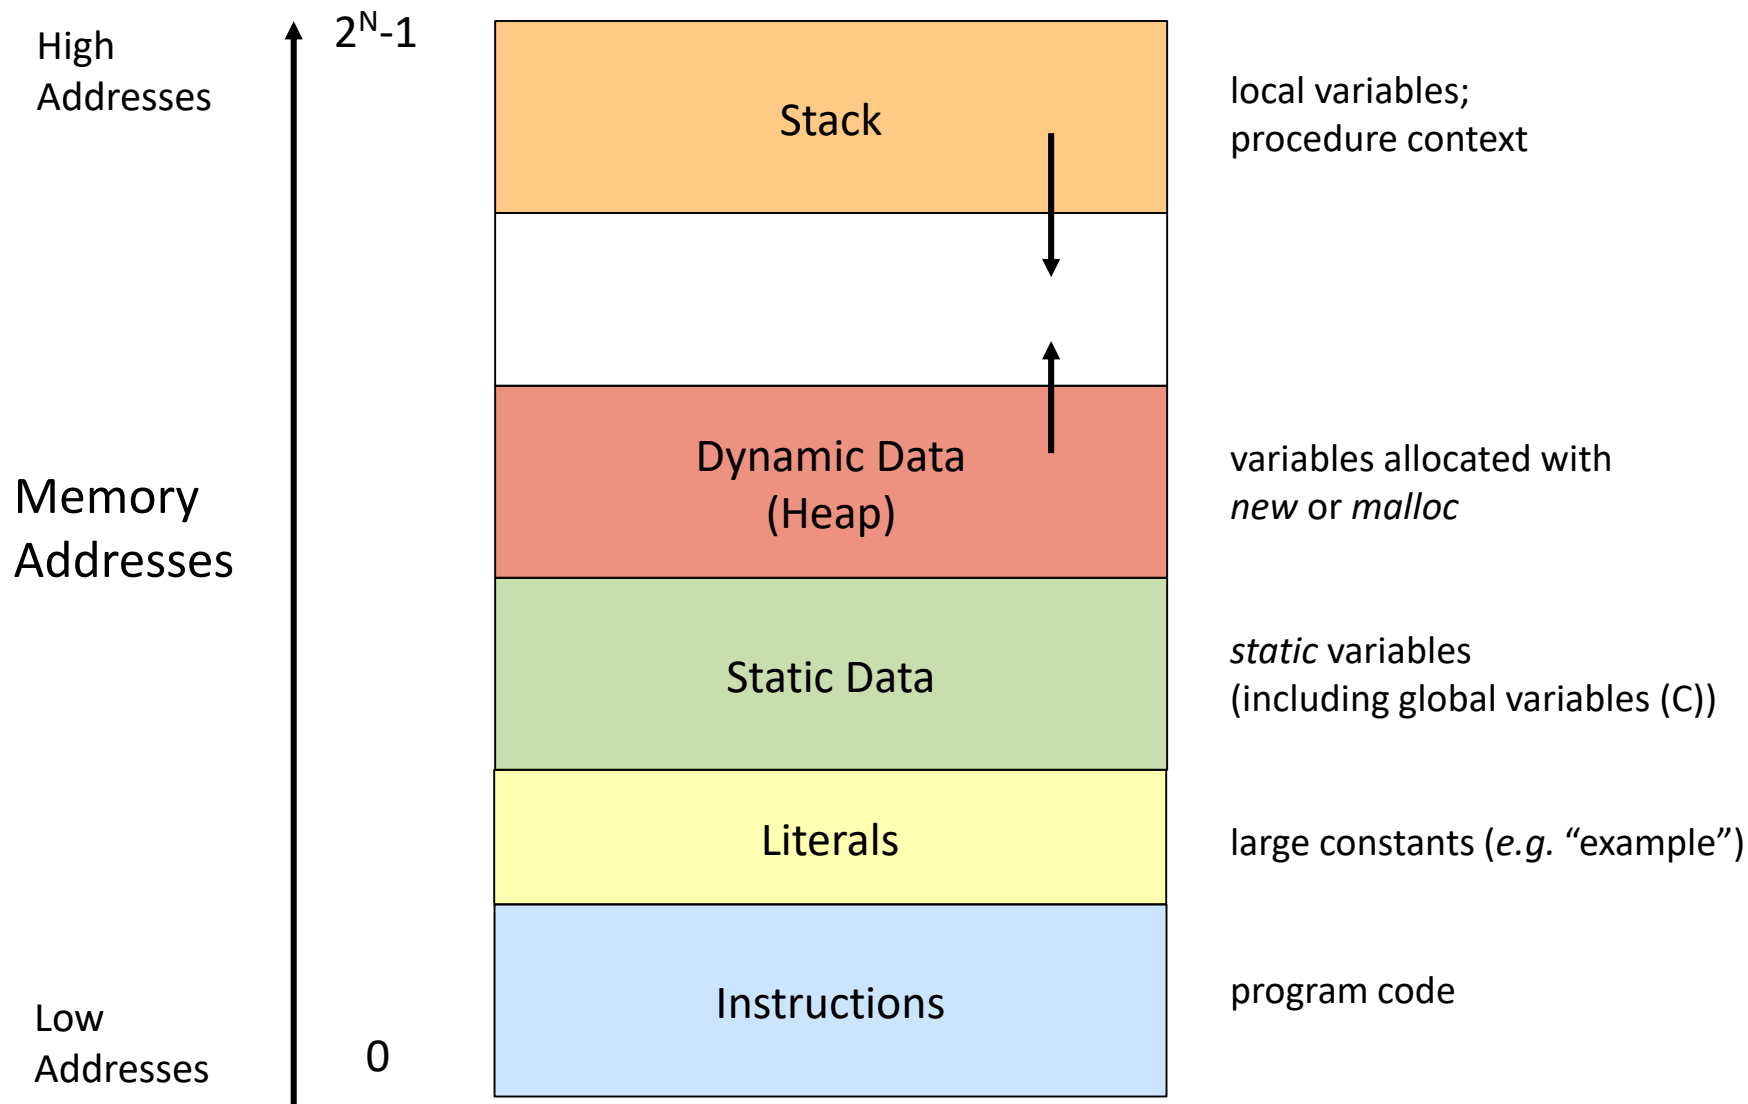 High
Addresses
2ᴺ-1
Stack
local variables;
procedure context
Memory
Addresses
Dynamic Data
(Heap)
variables allocated with
new or malloc
Static Data
static variables
(including global variables (C))
Literals
large constants (e.g. “example”)
Instructions
program code
Low
Addresses
0